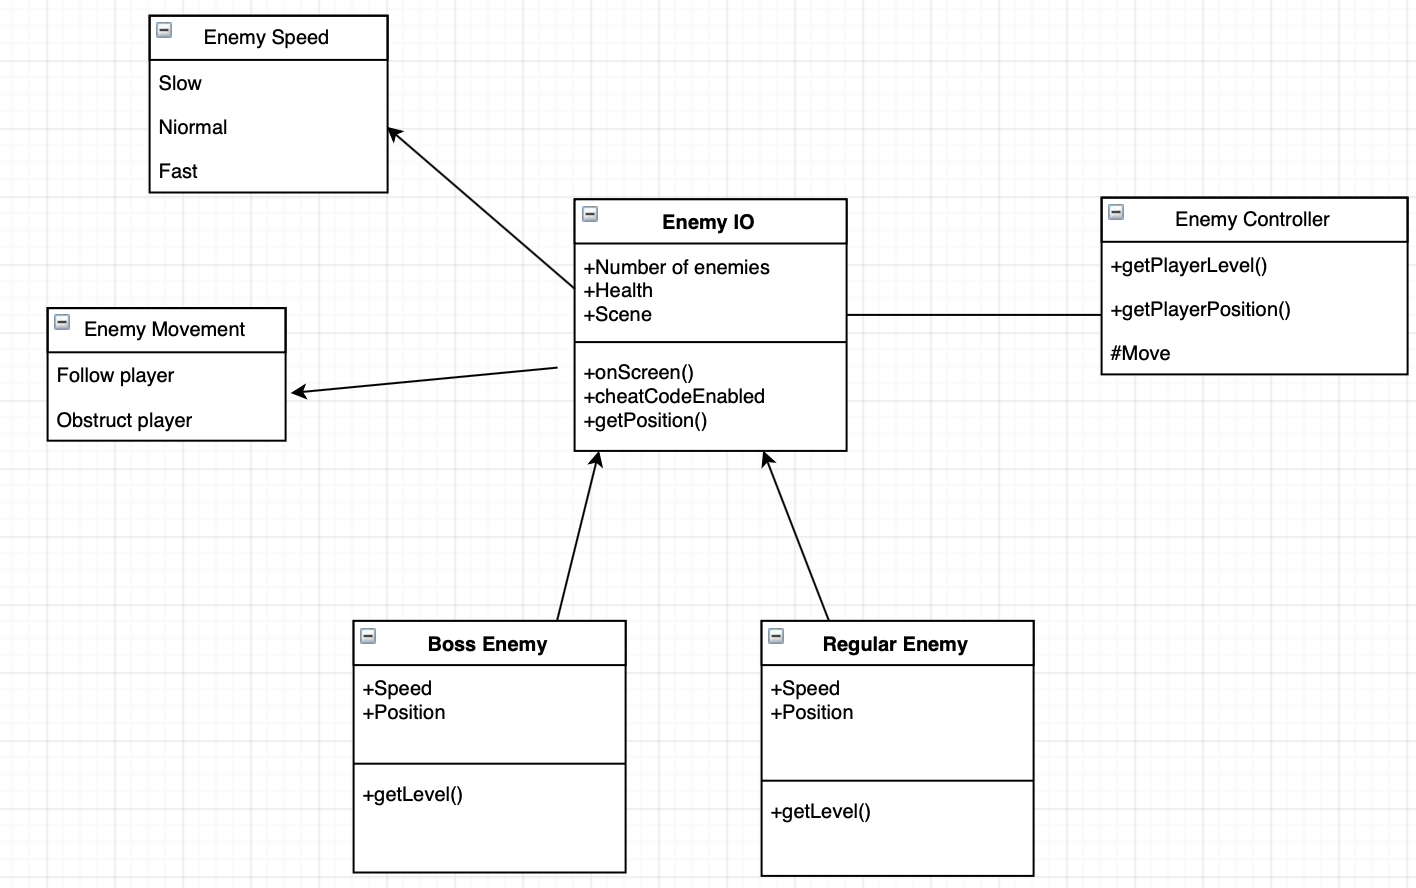 Enemy Speed
Slow
Niormal
Fast
Enemy IO
+Number of enemies
+Health
+Scene
+onScreen()
+cheatCodeEnabled
+getPosition()
Enemy Controller
+getPlayerLevel()
+getPlayerPosition()
#Move
Enemy Movement
Follow player
Obstruct player
Boss Enemy
+Speed
+Position
+getLevel()
Regular Enemy
+Speed
+Position
+getLevel()